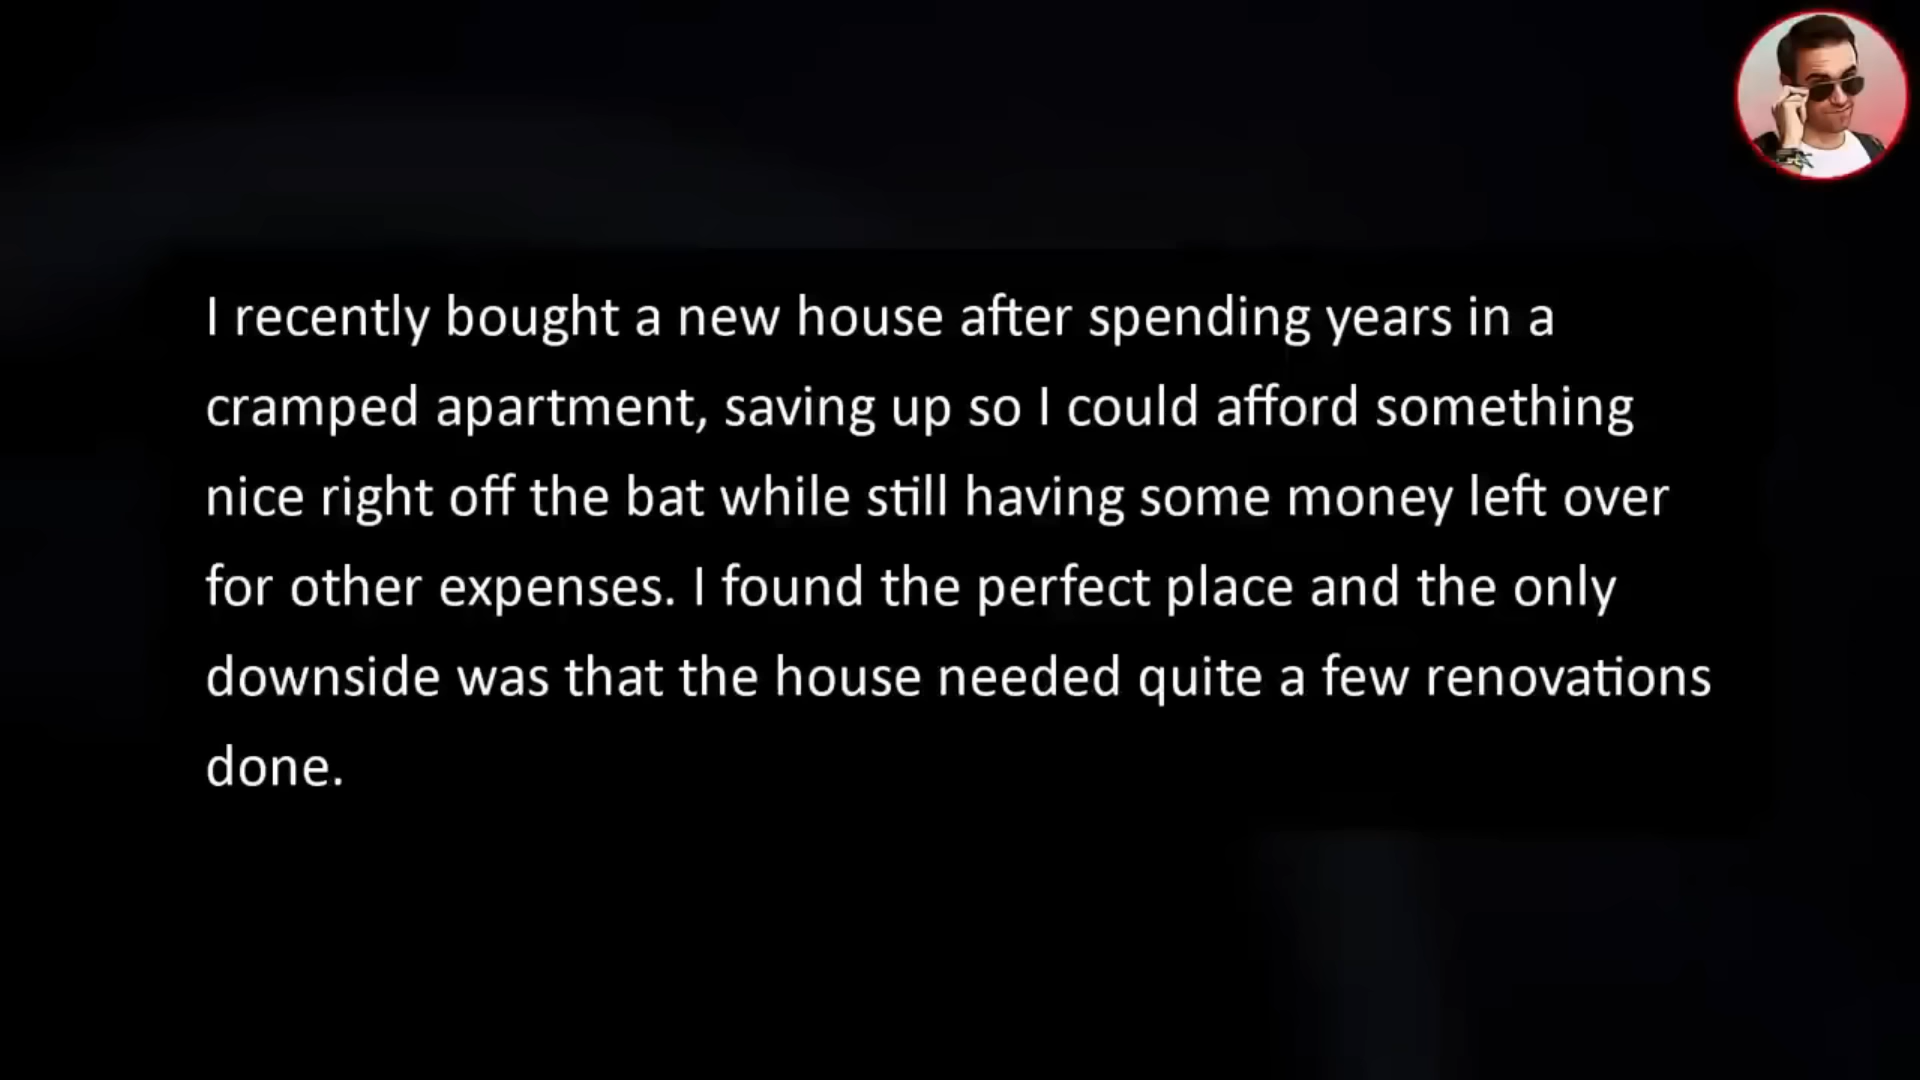 I recently bought a new house after spending years in a
cramped apartment, saving up so I could afford something
nice right off the bat while still having some money left over
for other expenses. I found the perfect place and the only
downside was that the house needed quite a few renovations
done.